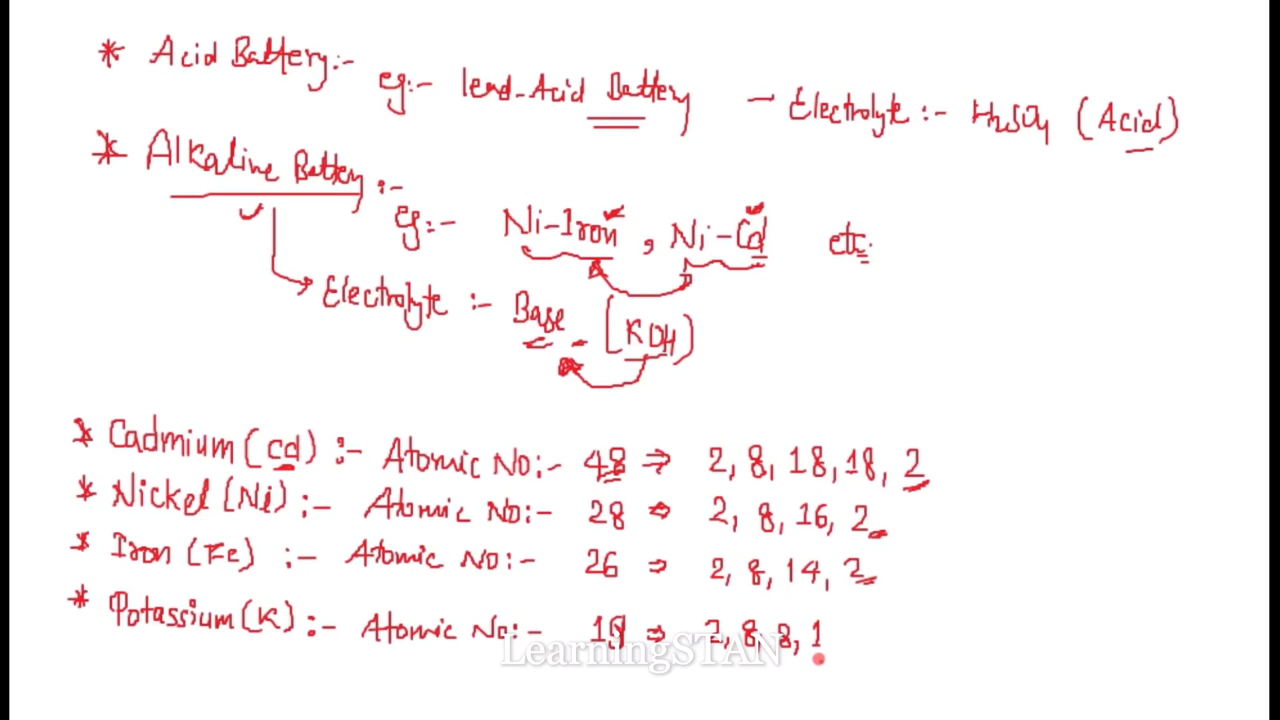 * Acid Battery:- eg:- lead-Acid Battery - Electrolyte:- H2SO4 (Acid)
* Alkaline Battery:-
eg:- Ni-Iron, Ni-Cd etc.
→ Electrolyte :- Base - (KOH)
* Cadmium (cd) :- Atomic No:- 48 ⇒ 2, 8, 18, 18, 2
* Nickel (Ni) :- Atomic No:- 28 ⇒ 2, 8, 16, 2
* Iron (Fe) :- Atomic No:- 26 ⇒ 2, 8, 14, 2
* Potassium (K) :- Atomic No:- 19 ⇒ 2, 8, 8, 1
LearningSTAN